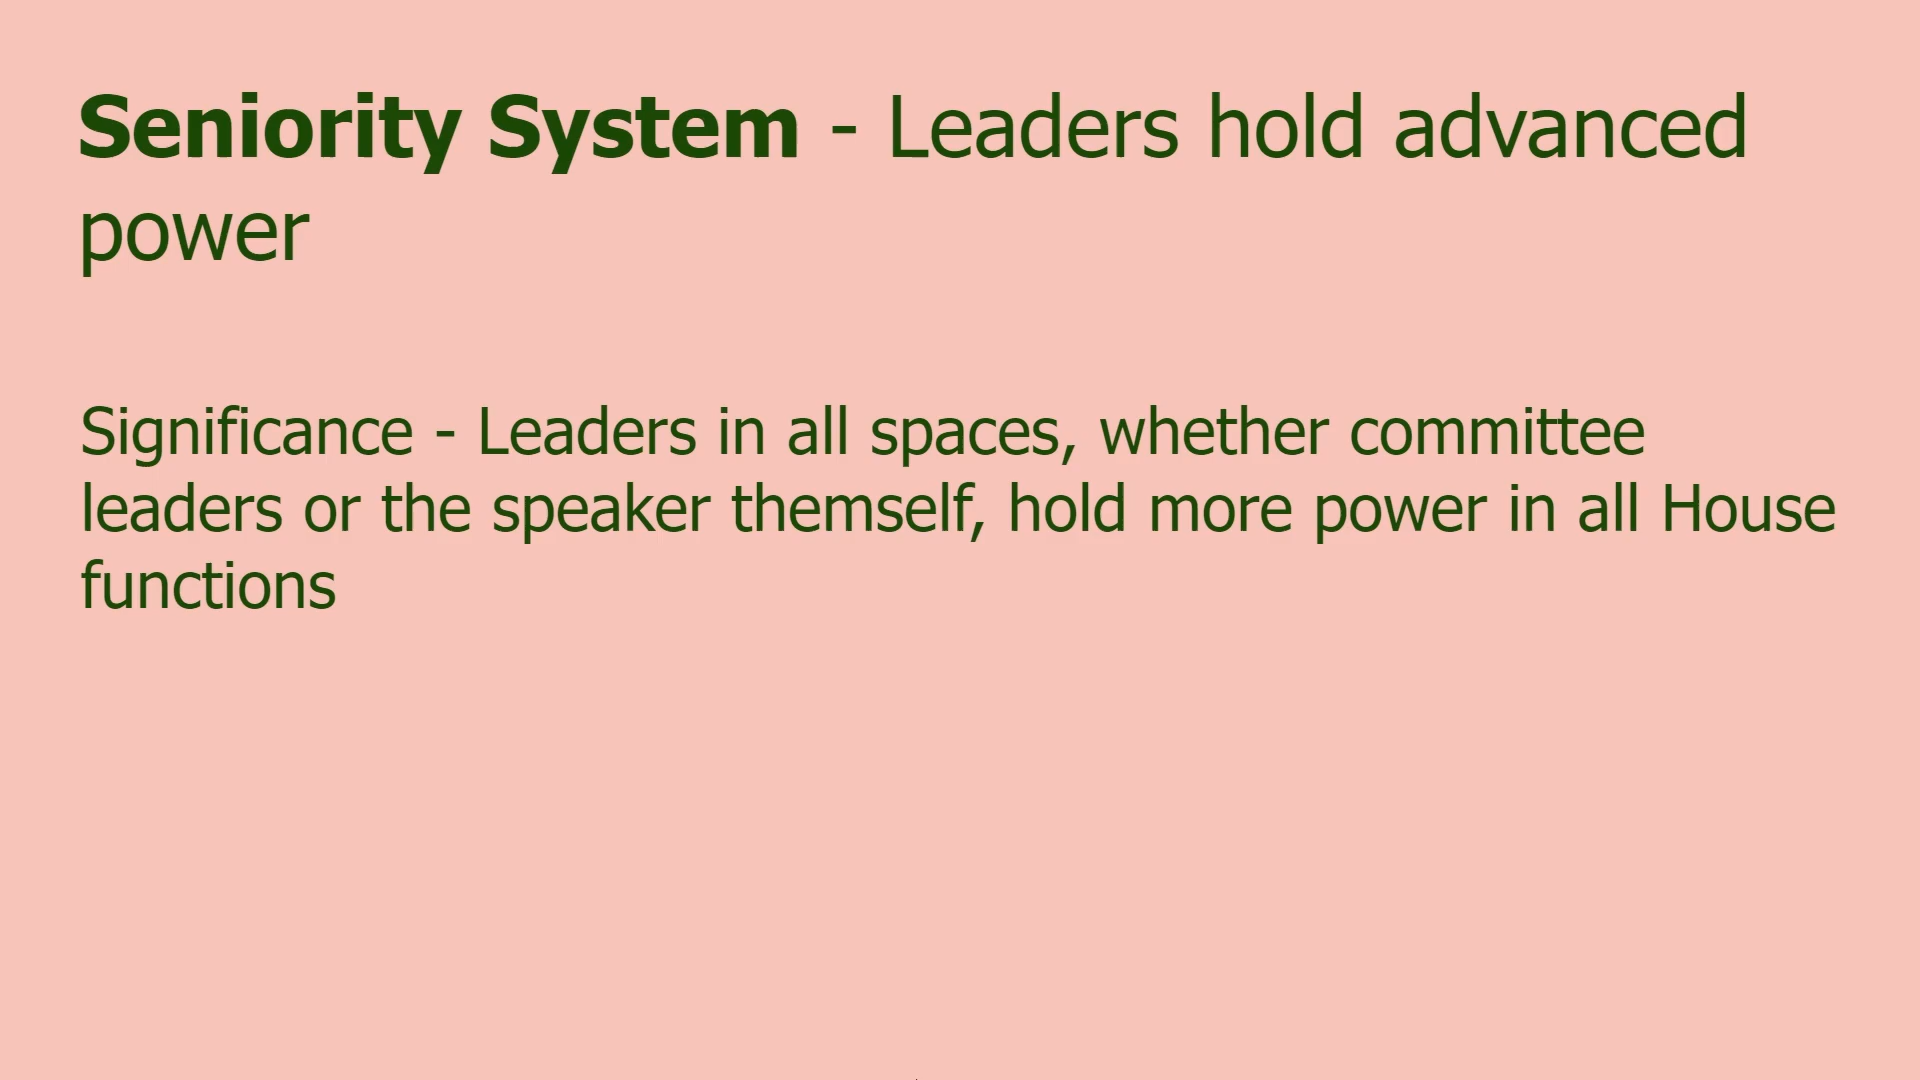 Seniority System - Leaders hold advanced
power
Significance - Leaders in all spaces, whether committee
leaders or the speaker themself, hold more power in all House
functions